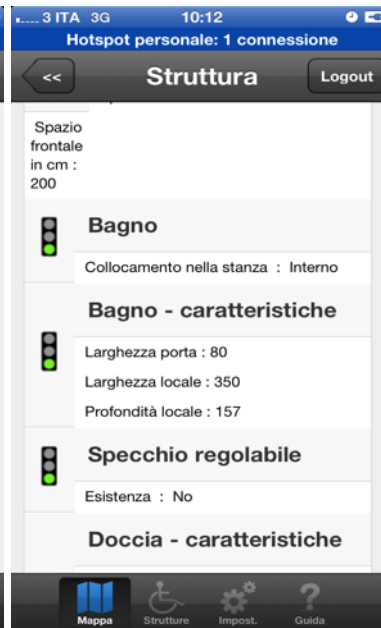 3 ITA 3G 10:12
Hotspot personale: 1 connessione
<< Struttura Logout
Spazio
frontale
in cm :
200
Bagno
Collocamento nella stanza : Interno
Bagno - caratteristiche
Larghezza porta : 80
Larghezza locale : 350
Profondità locale : 157
Specchio regolabile
Esistenza : No
Doccia - caratteristiche
Mappa Strutture Impost. Guida